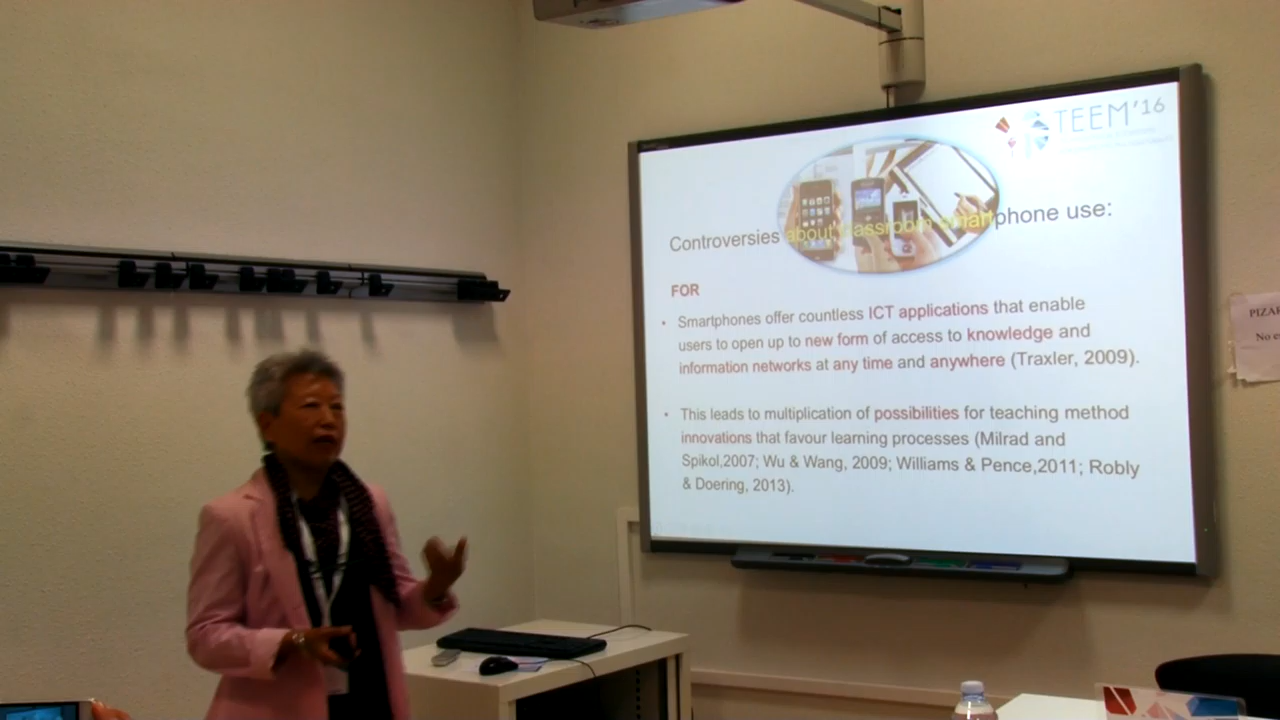 TEEM'16
Controversies about classroom smartphone use:
FOR
• Smartphones offer countless ICT applications that enable
users to open up to new form of access to knowledge and
information networks at any time and anywhere (Traxler, 2009).
• This leads to multiplication of possibilities for teaching method
innovations that favour learning processes (Milrad and
Spikol,2007; Wu & Wang, 2009; Williams & Pence,2011; Robly
& Doering, 2013).
PIZAR
No e